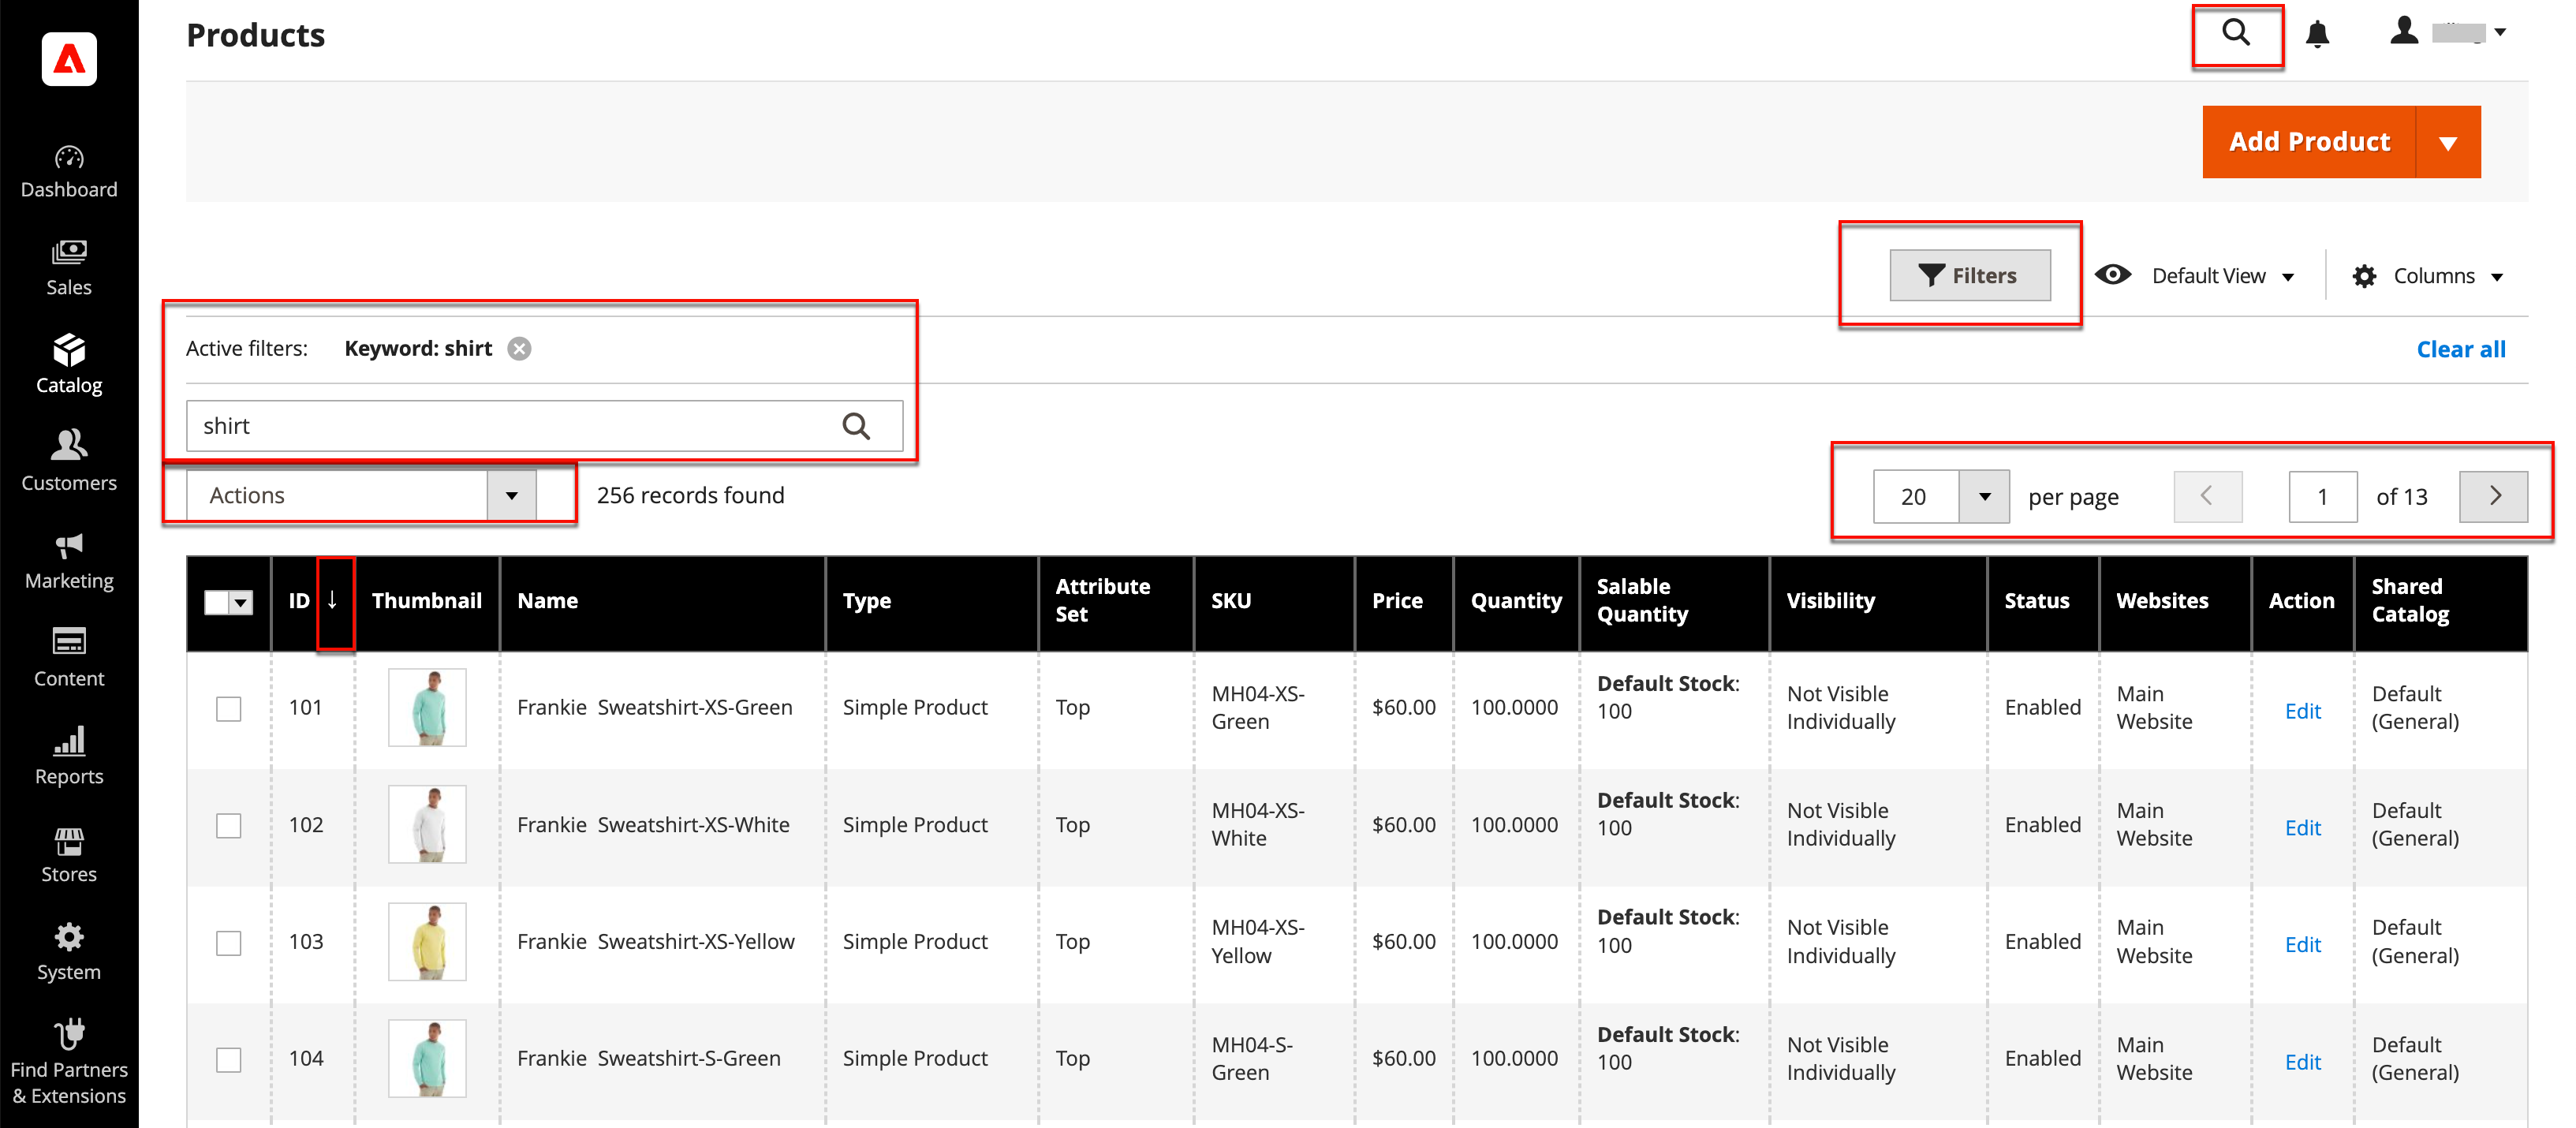 Products
Add Product
Dashboard
Sales
Catalog
Customers
Marketing
Content
Reports
Stores
System
Find Partners
& Extensions
Filters
Default View
Columns
Active filters: Keyword: shirt
Clear all
shirt
Actions
256 records found
20
per page
1
of 13
ID ↓ Thumbnail Name Type Attribute Set SKU Price Quantity Salable Quantity Visibility Status Websites Action Shared Catalog
101 Frankie  Sweatshirt-XS-Green Simple Product Top MH04-XS-Green $60.00 100.0000 Default Stock: 100 Not Visible Individually Enabled Main Website Edit Default (General)
102 Frankie  Sweatshirt-XS-White Simple Product Top MH04-XS-White $60.00 100.0000 Default Stock: 100 Not Visible Individually Enabled Main Website Edit Default (General)
103 Frankie  Sweatshirt-XS-Yellow Simple Product Top MH04-XS-Yellow $60.00 100.0000 Default Stock: 100 Not Visible Individually Enabled Main Website Edit Default (General)
104 Frankie  Sweatshirt-S-Green Simple Product Top MH04-S-Green $60.00 100.0000 Default Stock: 100 Not Visible Individually Enabled Main Website Edit Default (General)